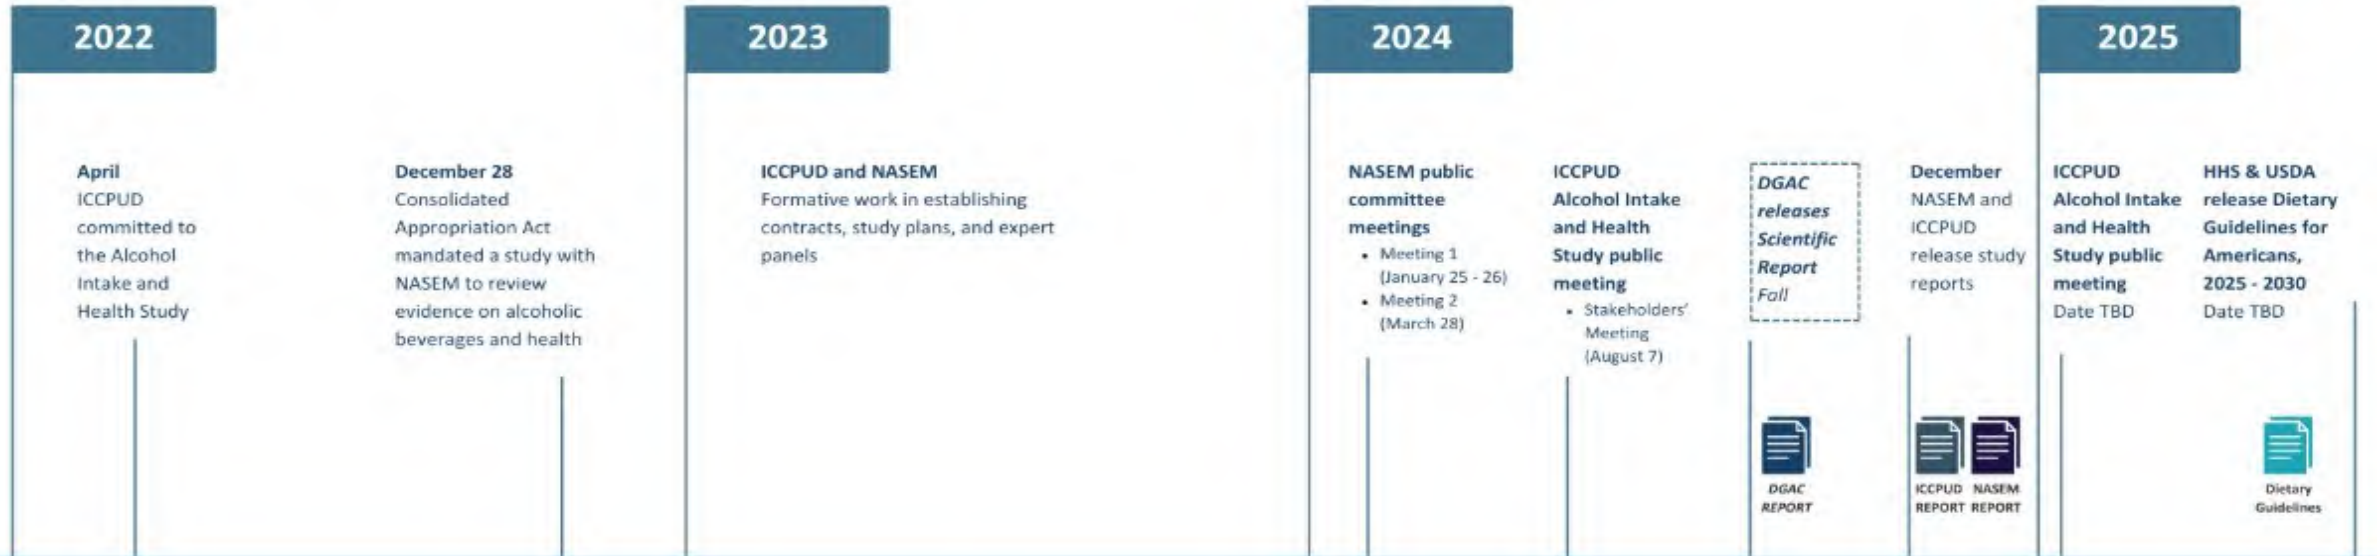 2022
April
ICCPUD
committed to
the Alcohol
Intake and
Health Study
December 28
Consolidated
Appropriation Act
mandated a study with
NASEM to review
evidence on alcoholic
beverages and health
2023
ICCPUD and NASEM
Formative work in establishing
contracts, study plans, and expert
panels
2024
NASEM public
committee
meetings
• Meeting 1
(January 25 - 26)
• Meeting 2
(March 28)
ICCPUD
Alcohol Intake
and Health
Study public
meeting
• Stakeholders'
Meeting
(August 7)
DGAC
releases
Scientific
Report
Fall
DGAC
REPORT
December
NASEM and
ICCPUD
release study
reports
ICCPUD REPORT
NASEM REPORT
2025
ICCPUD
Alcohol Intake
and Health
Study public
meeting
Date TBD
HHS & USDA
release Dietary
Guidelines for
Americans,
2025 - 2030
Date TBD
Dietary
Guidelines